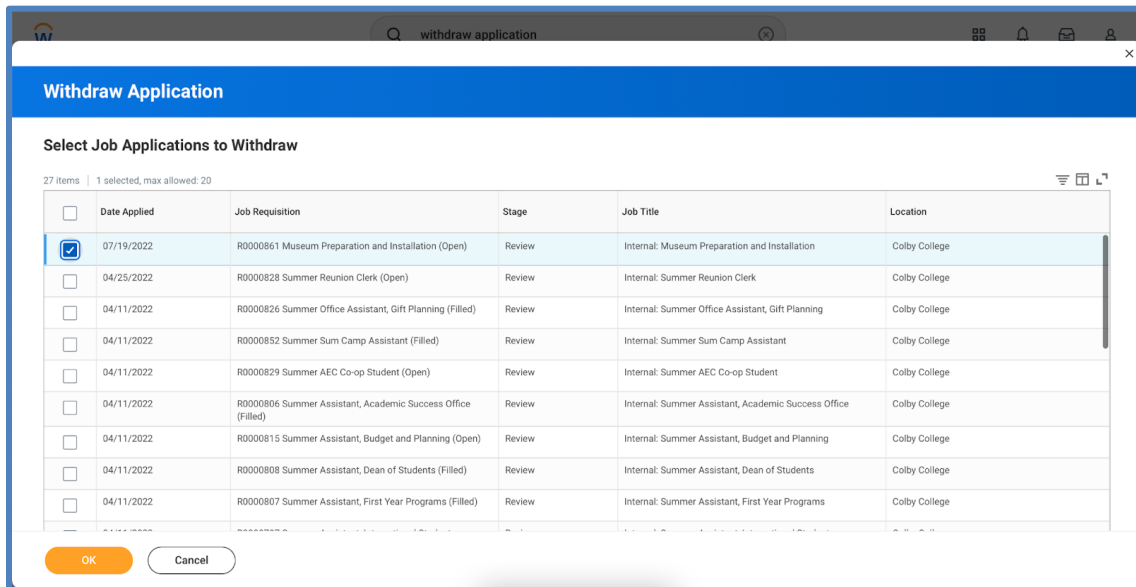 withdraw application
Withdraw Application
Select Job Applications to Withdraw
27 items | 1 selected, max allowed: 20
Date Applied Job Requisition Stage Job Title Location
07/19/2022 R0000861 Museum Preparation and Installation (Open) Review Internal: Museum Preparation and Installation Colby College
04/25/2022 R0000828 Summer Reunion Clerk (Open) Review Internal: Summer Reunion Clerk Colby College
04/11/2022 R0000826 Summer Office Assistant, Gift Planning (Filled) Review Internal: Summer Office Assistant, Gift Planning Colby College
04/11/2022 R0000852 Summer Sum Camp Assistant (Filled) Review Internal: Summer Sum Camp Assistant Colby College
04/11/2022 R0000829 Summer AEC Co-op Student (Open) Review Internal: Summer AEC Co-op Student Colby College
04/11/2022 R0000806 Summer Assistant, Academic Success Office Review Internal: Summer Assistant, Academic Success Office Colby College
(Filled)
04/11/2022 R0000815 Summer Assistant, Budget and Planning (Open) Review Internal: Summer Assistant, Budget and Planning Colby College
04/11/2022 R0000808 Summer Assistant, Dean of Students (Filled) Review Internal: Summer Assistant, Dean of Students Colby College
04/11/2022 R0000807 Summer Assistant, First Year Programs (Filled) Review Internal: Summer Assistant, First Year Programs Colby College
OK Cancel